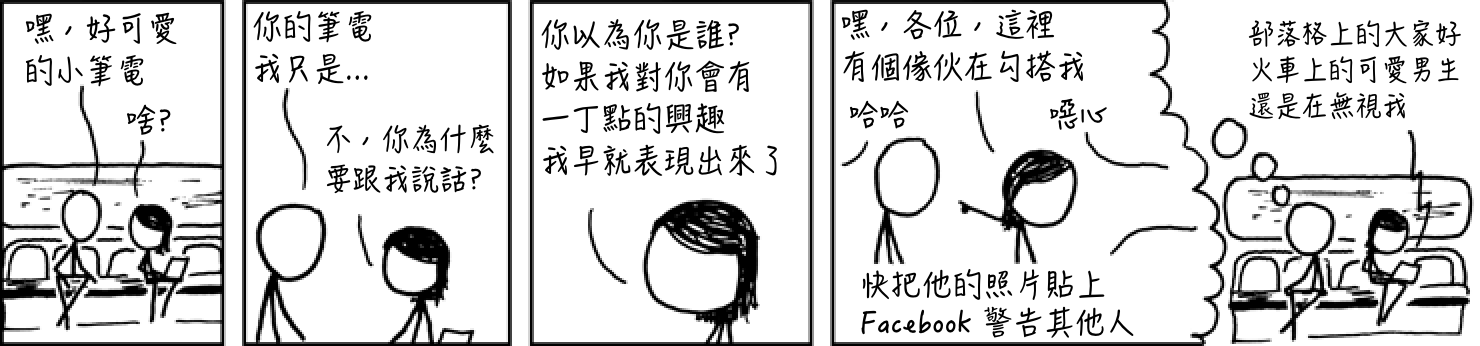 嘿，好可愛
的小筆電
啥?
你的筆電
我只是...
不，你為什麼
要跟我說話?
你以為你是誰?
如果我對你會有
一丁點的興趣
我早就表現出來了
嘿，各位，這裡
有個傢伙在勾搭我
哈哈
噁心
快把他的照片貼上
Facebook 警告其他人
部落格上的大家好
火車上的可愛男生
還是在無視我